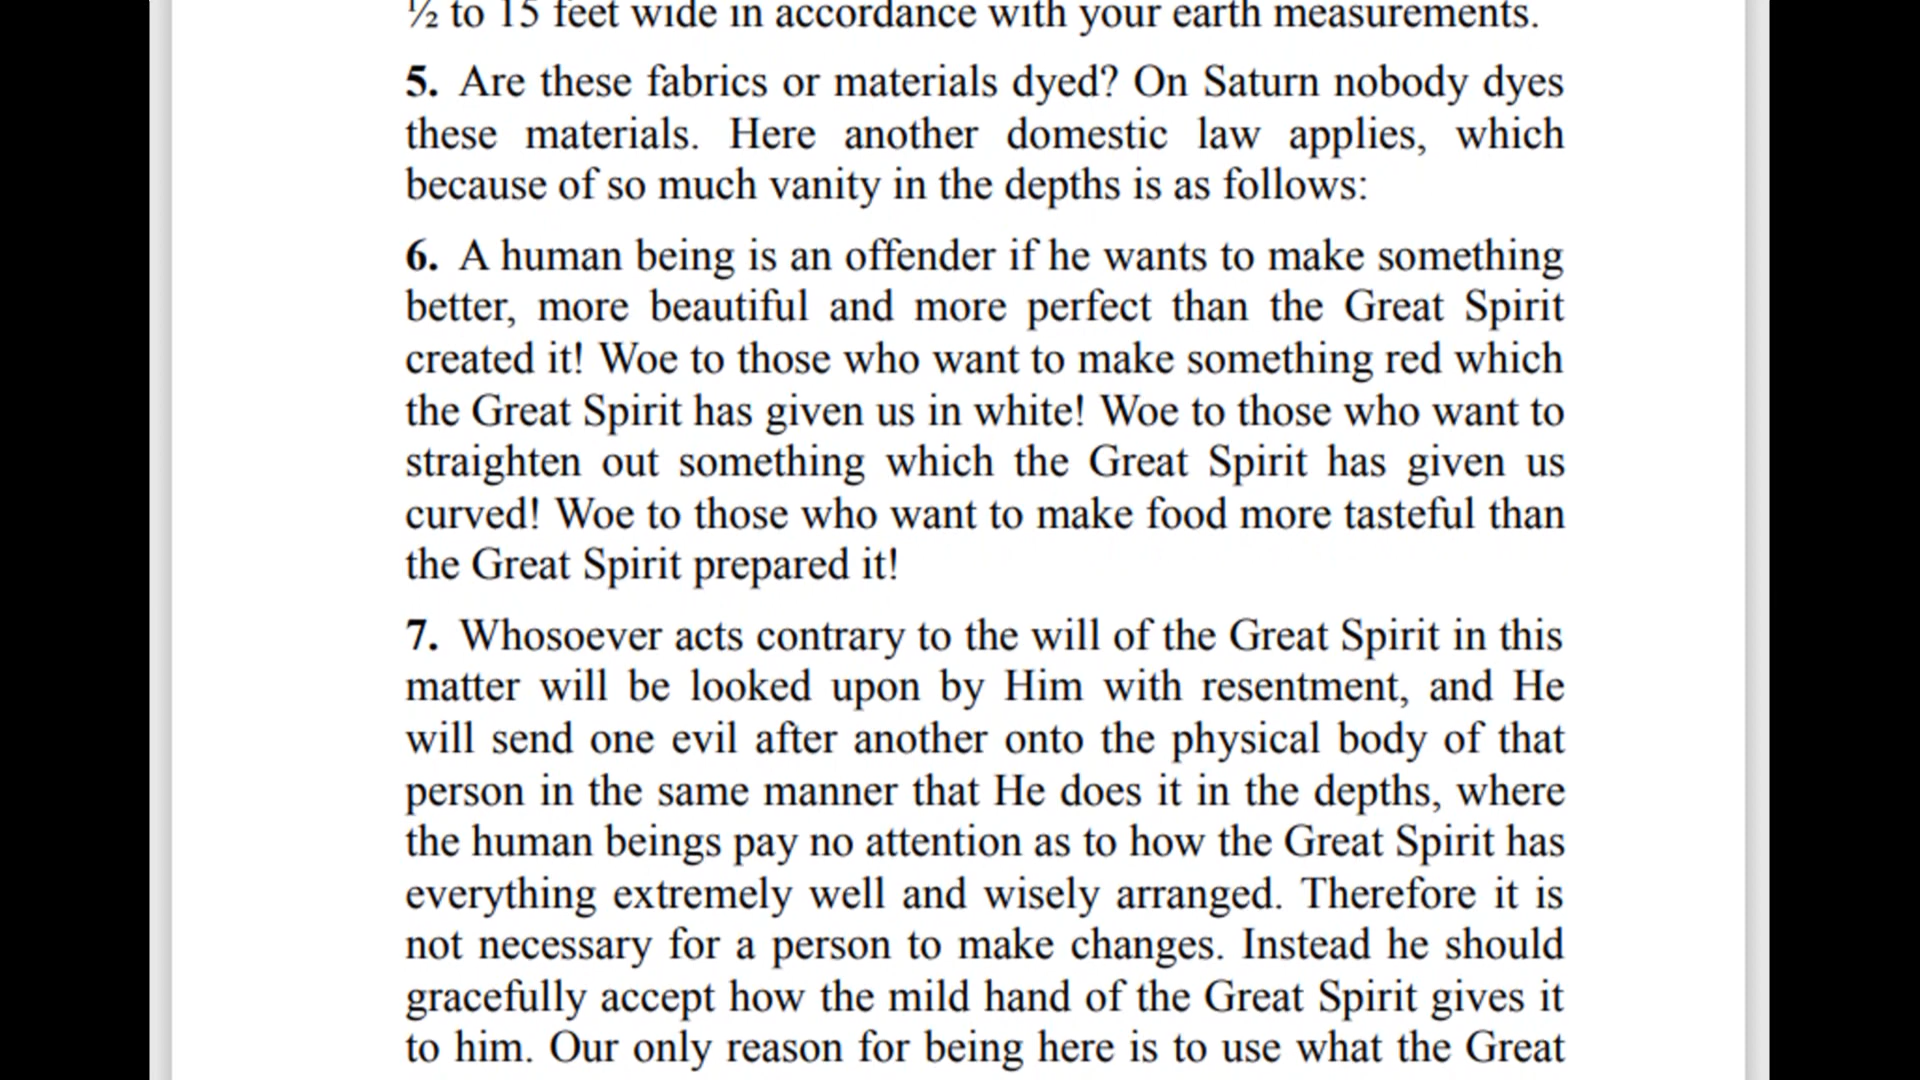 ½ to 15 feet wide in accordance with your earth measurements.
5. Are these fabrics or materials dyed? On Saturn nobody dyes
these materials. Here another domestic law applies, which
because of so much vanity in the depths is as follows:
6. A human being is an offender if he wants to make something
better, more beautiful and more perfect than the Great Spirit
created it! Woe to those who want to make something red which
the Great Spirit has given us in white! Woe to those who want to
straighten out something which the Great Spirit has given us
curved! Woe to those who want to make food more tasteful than
the Great Spirit prepared it!
7. Whosoever acts contrary to the will of the Great Spirit in this
matter will be looked upon by Him with resentment, and He
will send one evil after another onto the physical body of that
person in the same manner that He does it in the depths, where
the human beings pay no attention as to how the Great Spirit has
everything extremely well and wisely arranged. Therefore it is
not necessary for a person to make changes. Instead he should
gracefully accept how the mild hand of the Great Spirit gives it
to him. Our only reason for being here is to use what the Great